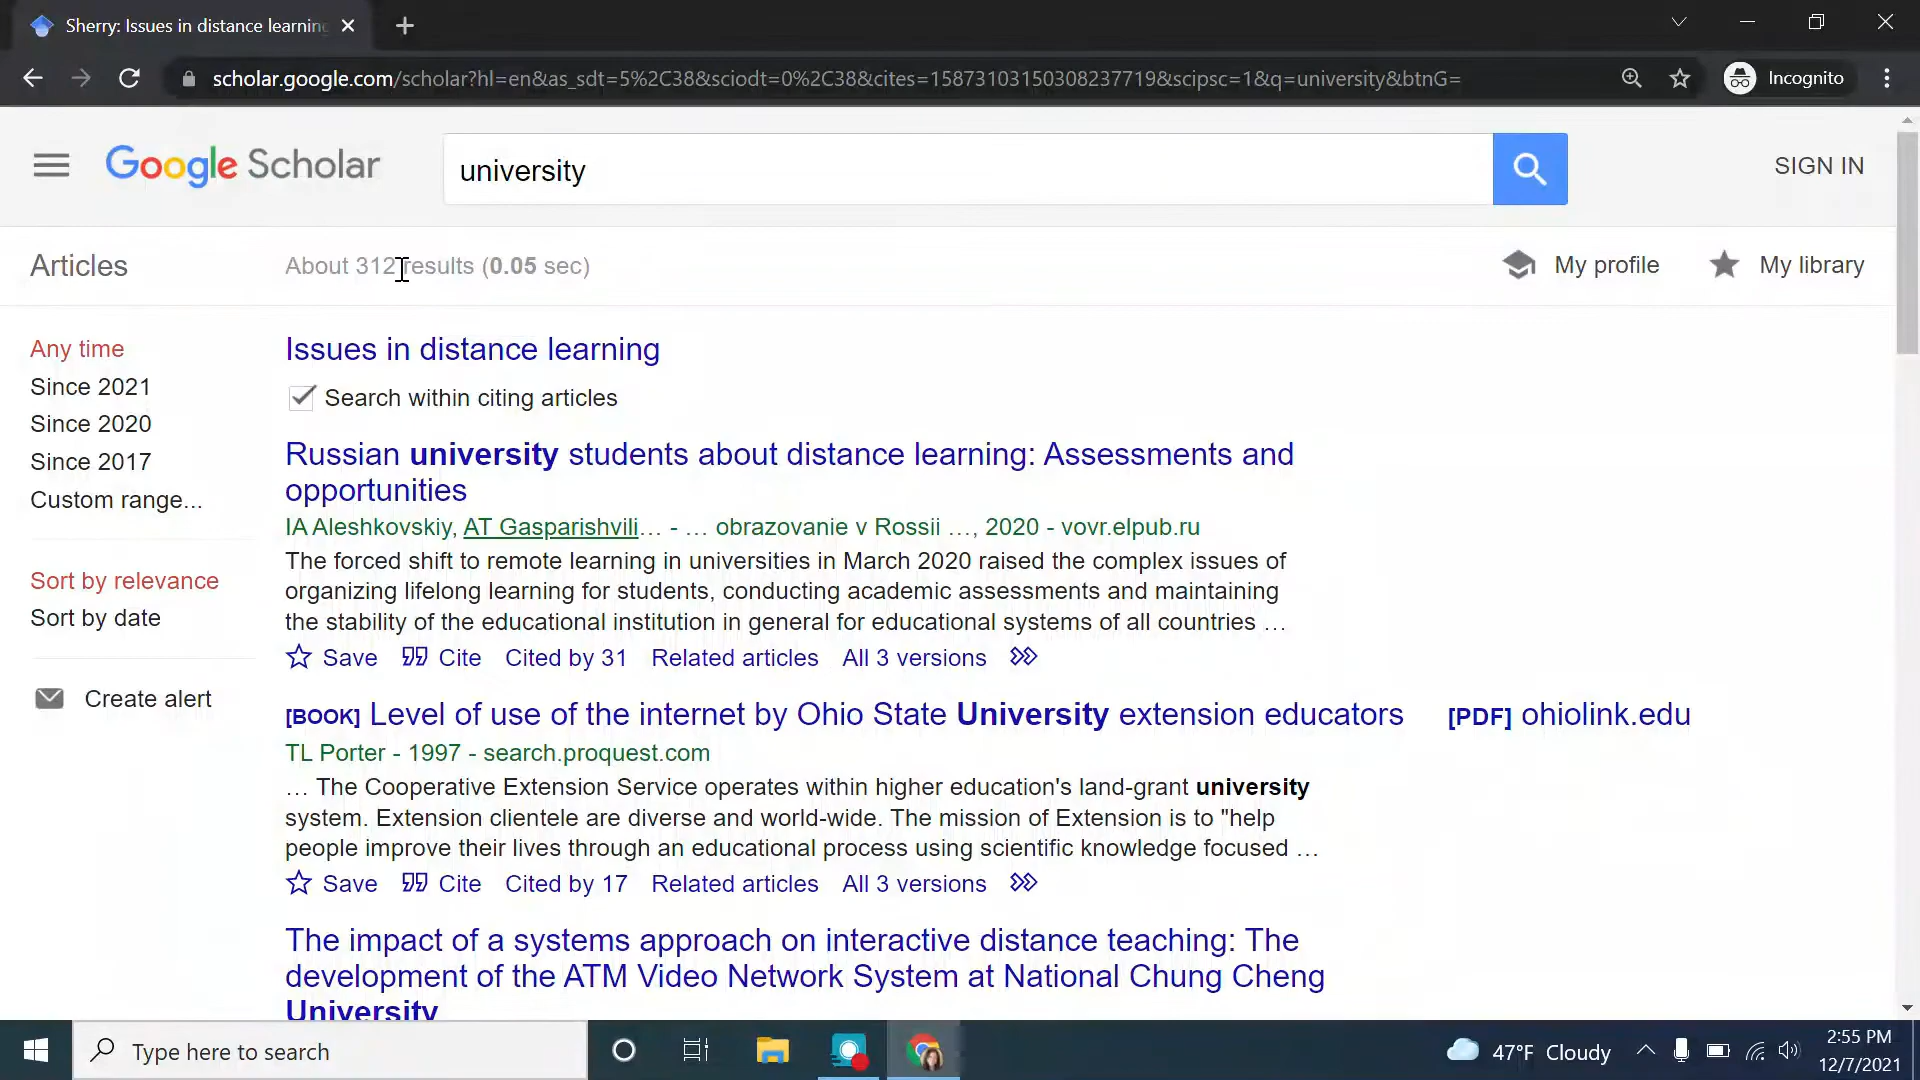 Sherry: Issues in distance learning
scholar.google.com/scholar?hl=en&as_sdt=5%2C38&sciodt=0%2C38&cites=15873103150308237719&scipsc=1&q=university&btnG=
Incognito
Google Scholar
university
SIGN IN
Articles
About 312 results (0.05 sec)
My profile
My library
Any time
Since 2021
Since 2020
Since 2017
Custom range...
Sort by relevance
Sort by date
Create alert
Issues in distance learning
Search within citing articles
Russian university students about distance learning: Assessments and
opportunities
IA Aleshkovskiy, AT Gasparishvili… - … obrazovanie v Rossii …, 2020 - vovr.elpub.ru
The forced shift to remote learning in universities in March 2020 raised the complex issues of
organizing lifelong learning for students, conducting academic assessments and maintaining
the stability of the educational institution in general for educational systems of all countries …
Save Cite Cited by 31 Related articles All 3 versions
[BOOK] Level of use of the internet by Ohio State University extension educators
[PDF] ohiolink.edu
TL Porter - 1997 - search.proquest.com
… The Cooperative Extension Service operates within higher education's land-grant university
system. Extension clientele are diverse and world-wide. The mission of Extension is to "help
people improve their lives through an educational process using scientific knowledge focused …
Save Cite Cited by 17 Related articles All 3 versions
The impact of a systems approach on interactive distance teaching: The
development of the ATM Video Network System at National Chung Cheng
University
Type here to search
47°F Cloudy
2:55 PM
12/7/2021